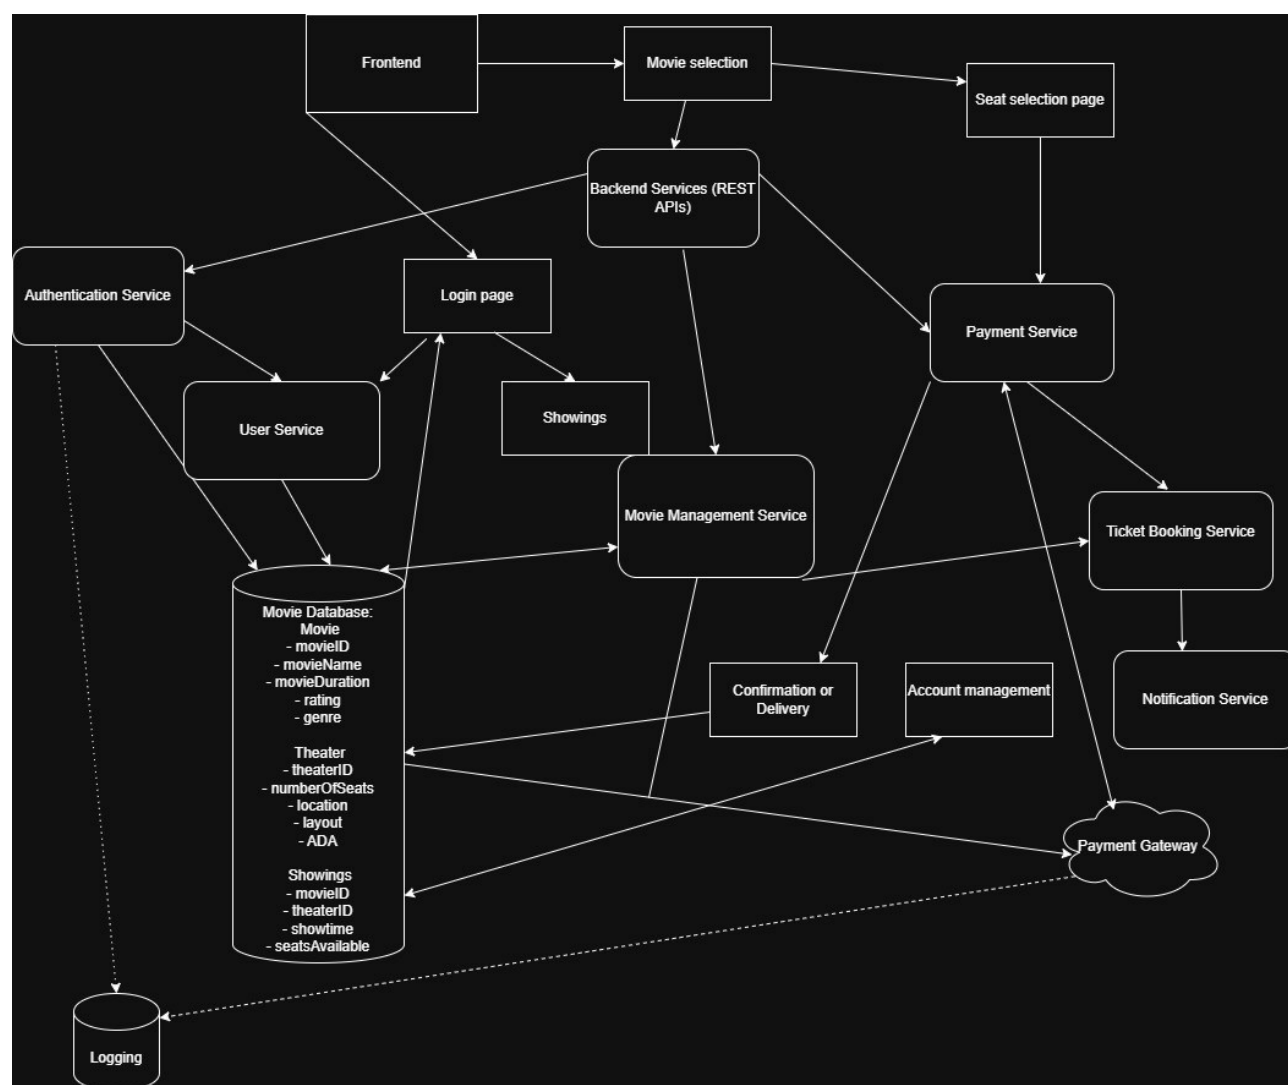 Frontend
Movie selection
Seat selection page
Backend Services (REST
APIs)
Authentication Service
Login page
Payment Service
User Service
Showings
Movie Management Service
Ticket Booking Service
Movie Database:
Movie
- movieID
- movieName
- movieDuration
- rating
- genre
Theater
- theaterID
- numberOfSeats
- location
- layout
- ADA
Showings
- movieID
- theaterID
- showtime
- seatsAvailable
Confirmation or
Delivery
Account management
Notification Service
Payment Gateway
Logging